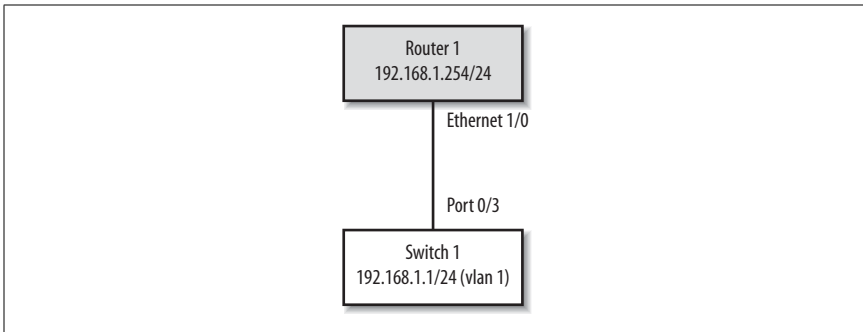 Router 1
192.168.1.254/24
Ethernet 1/0
Port 0/3
Switch 1
192.168.1.1/24 (vlan 1)